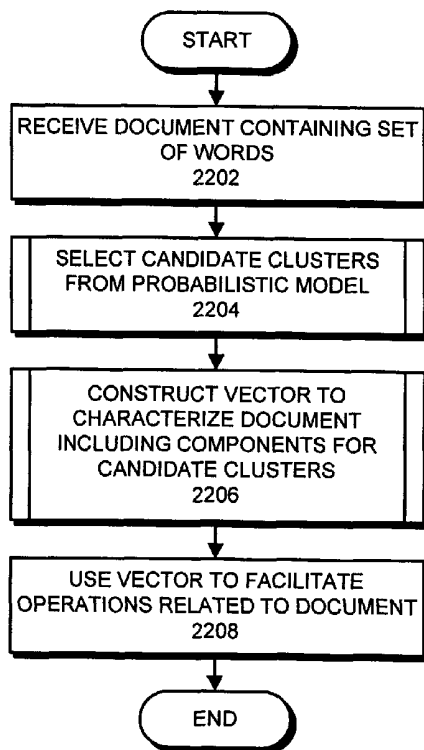 START
RECEIVE DOCUMENT CONTAINING SET
OF WORDS
2202
SELECT CANDIDATE CLUSTERS
FROM PROBABILISTIC MODEL
2204
CONSTRUCT VECTOR TO
CHARACTERIZE DOCUMENT
INCLUDING COMPONENTS FOR
CANDIDATE CLUSTERS
2206
USE VECTOR TO FACILITATE
OPERATIONS RELATED TO DOCUMENT
2208
END